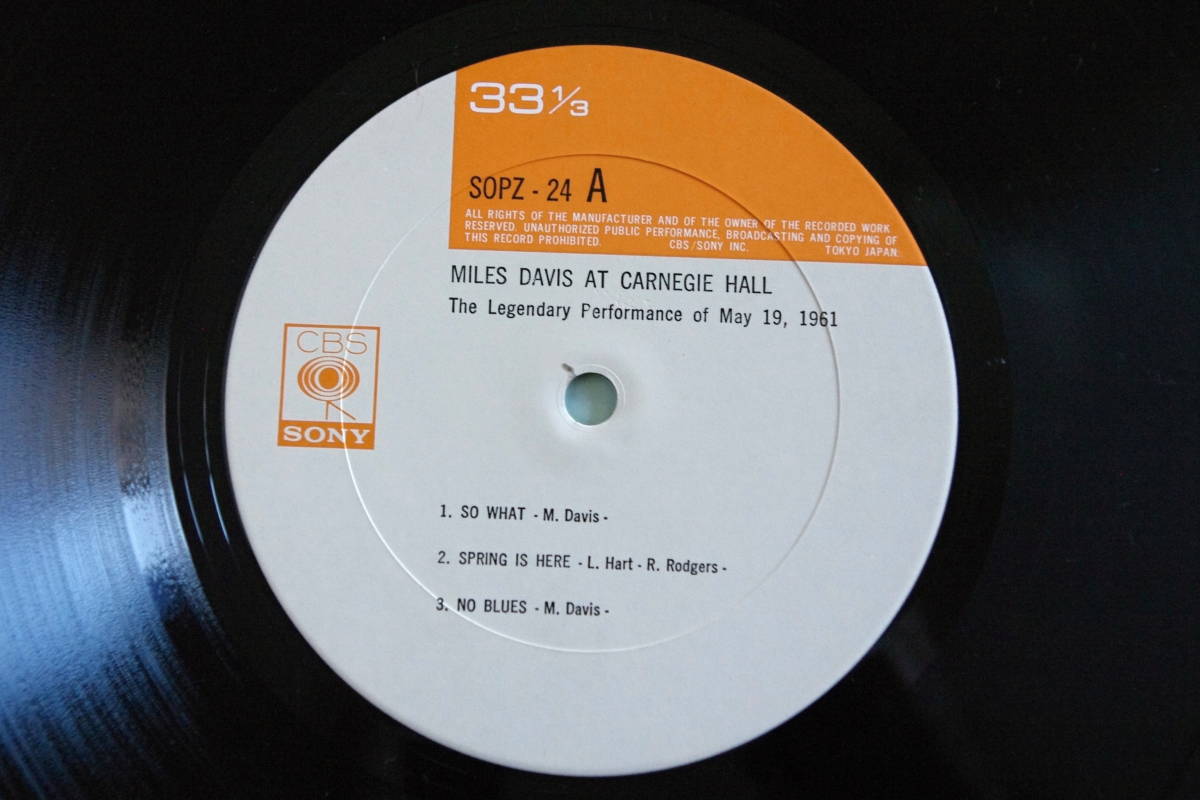 33 1/3
SOPZ - 24 A
ALL RIGHTS OF THE MANUFACTURER AND OF THE OWNER OF THE RECORDED WORK
RESERVED. UNAUTHORIZED PUBLIC PERFORMANCE, BROADCASTING AND COPYING OF
THIS RECORD PROHIBITED. CBS/SONY INC. TOKYO JAPAN.
MILES DAVIS AT CARNEGIE HALL
The Legendary Performance of May 19, 1961
CBS
SONY
1. SO WHAT - M. Davis -
2. SPRING IS HERE - L. Hart - R. Rodgers -
3. NO BLUES - M. Davis -